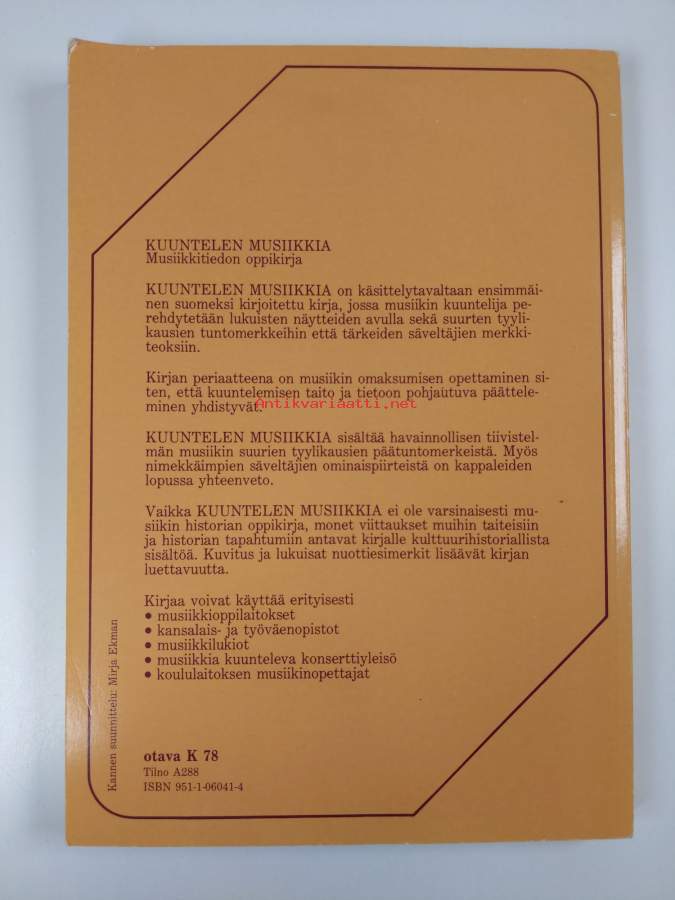 KUUNTELEN MUSIIKKIA
Musiikkitiedon oppikirja
KUUNTELEN MUSIIKKIA on käsittelytavaltaan ensimmäi-
nen suomeksi kirjoitettu kirja, jossa musiikin kuuntelija pe-
rehdytetään lukuisten näytteiden avulla sekä suurten tyyli-
kausien tuntomerkkeihin että tärkeiden säveltäjien merkki-
teoksiin.
Kirjan periaatteena on musiikin omaksumisen opettaminen si-
ten, että kuuntelemisen taito ja tietoon pohjautuva päätte-
leminen yhdistyvät.
Antikvariaatti.net
KUUNTELEN MUSIIKKIA sisältää havainnollisen tiivistel-
män musiikin suurien tyylikausien päätuntomerkeistä. Myös
nimekkäimpien säveltäjien ominaispiirteistä on kappaleiden
lopussa yhteenveto.
Vaikka KUUNTELEN MUSIIKKIA ei ole varsinaisesti mu-
siikin historian oppikirja, monet viittaukset muihin taiteisiin
ja historian tapahtumiin antavat kirjalle kulttuurihistoriallista
sisältöä. Kuvitus ja lukuisat nuottiesimerkit lisäävät kirjan
luettavuutta.
Kirjaa voivat käyttää erityisesti
• musiikkioppilaitokset
• kansalais- ja työväenopistot
• musiikkilukiot
• musiikkia kuunteleva konserttiyleisö
• koululaitoksen musiikinopettajat
Kannen suunnittelu: Mirja Ekman
otava K 78
Tilno A288
ISBN 951-1-06041-4